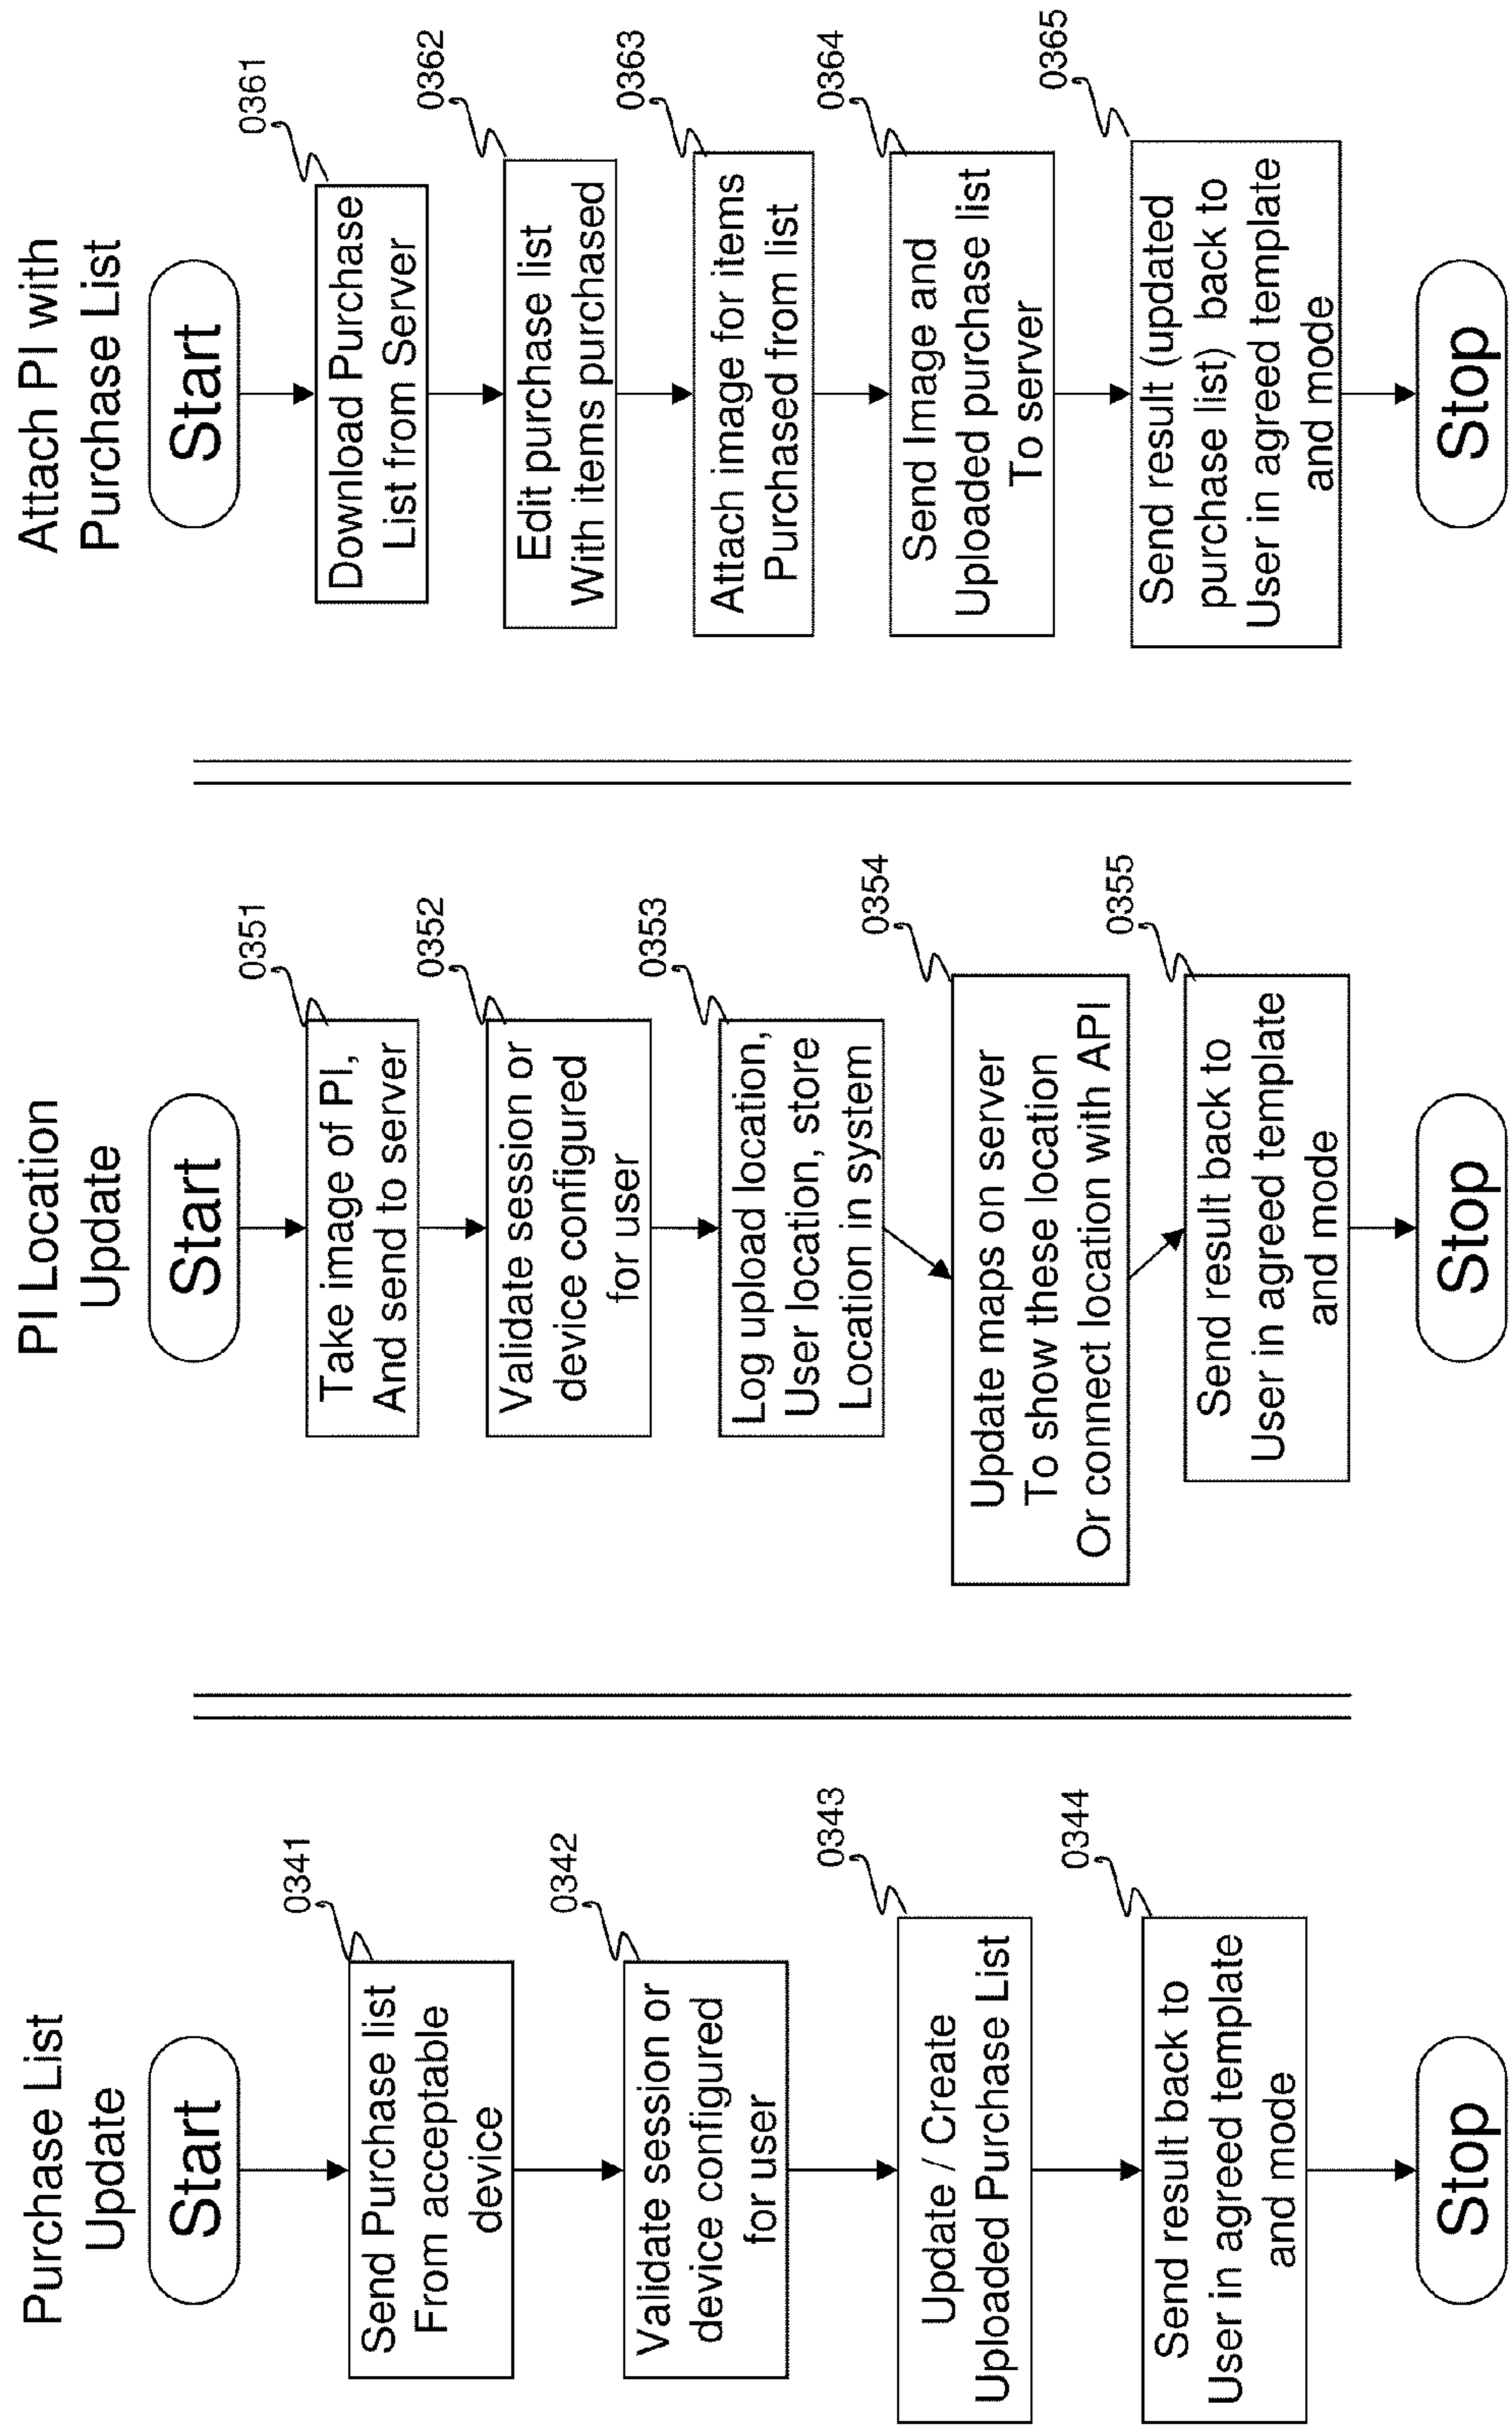 Purchase List
Update
Start
0341
Send Purchase list
From acceptable
device
0342
Validate session or
device configured
for user
0343
Update / Create
Uploaded Purchase List
0344
Send result back to
User in agreed template
and mode
Stop
PI Location
Update
Start
0351
Take image of PI,
And send to server
0352
Validate session or
device configured
for user
0353
Log upload location,
User location, store
Location in system
0354
Update maps on server
To show these location
Or connect location with API
0355
Send result back to
User in agreed template
and mode
Stop
Attach PI with
Purchase List
Start
0361
Download Purchase
List from Server
0362
Edit purchase list
With items purchased
0363
Attach image for items
Purchased from list
0364
Send Image and
Uploaded purchase list
To server
0365
Send result (updated
purchase list) back to
User in agreed template
and mode
Stop